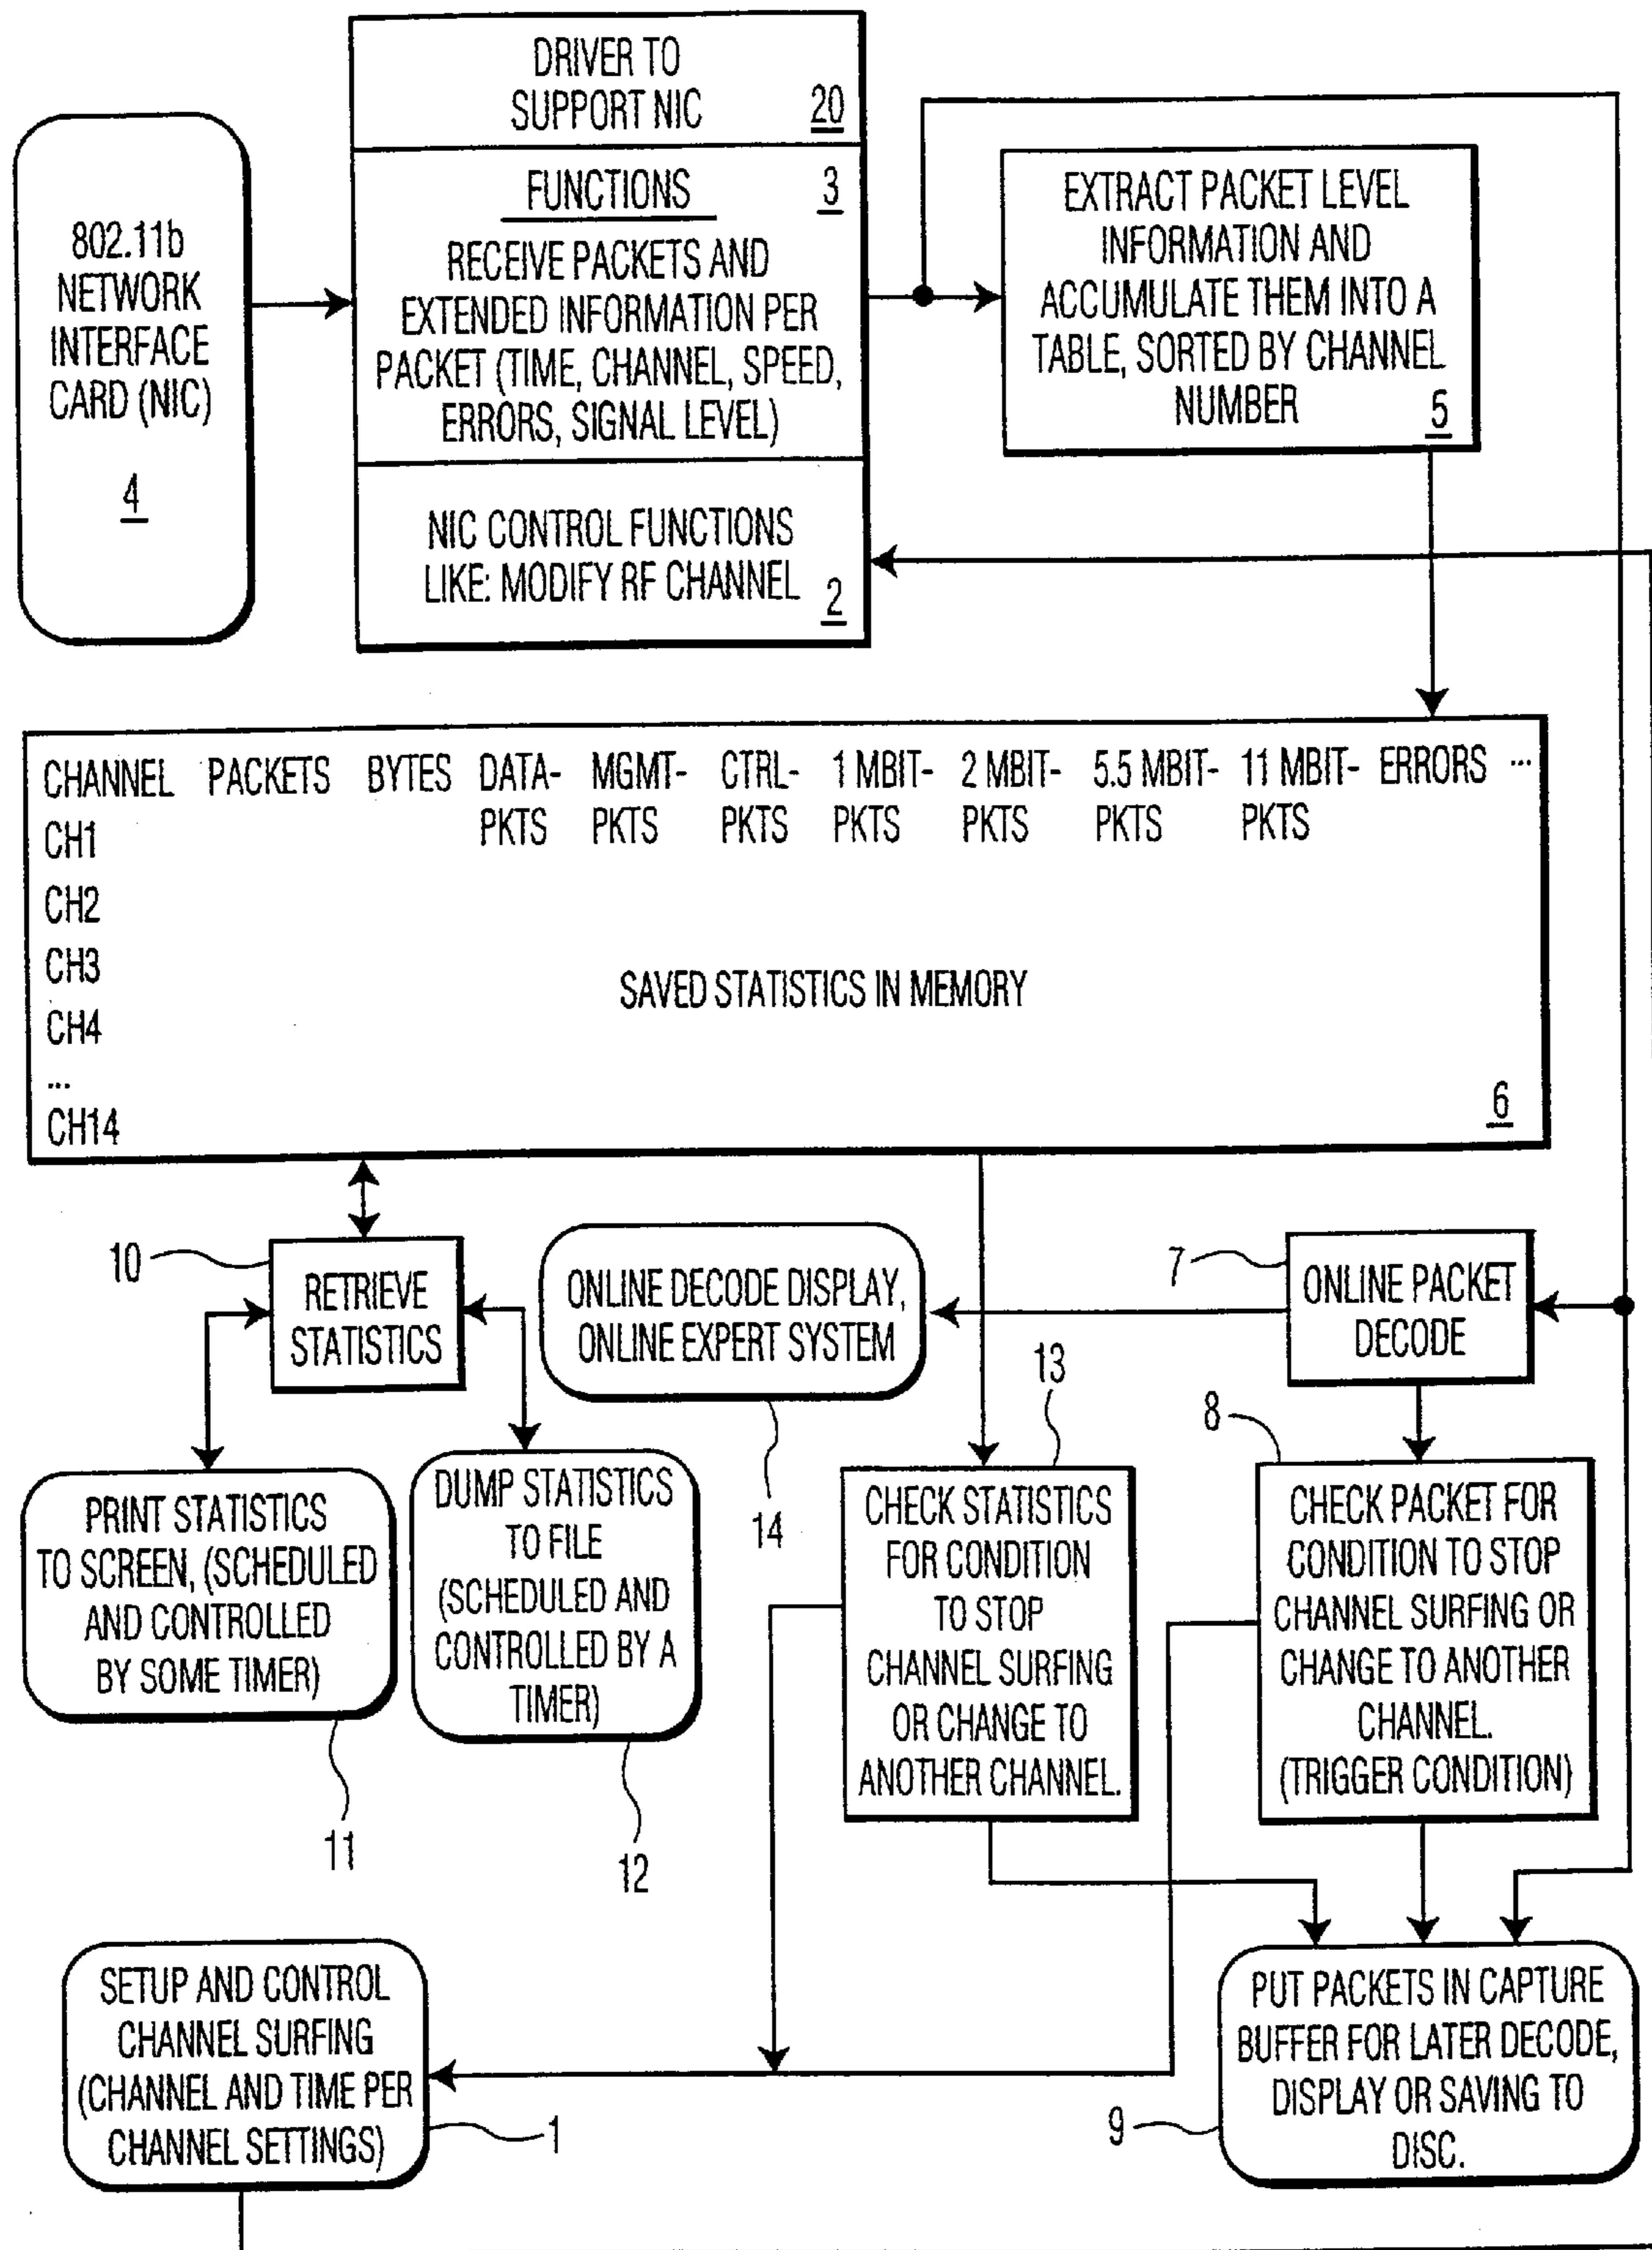 DRIVER TO
SUPPORT NIC
20
802.11b
NETWORK
INTERFACE
CARD (NIC)
4
FUNCTIONS
3
RECEIVE PACKETS AND
EXTENDED INFORMATION PER
PACKET (TIME, CHANNEL, SPEED,
ERRORS, SIGNAL LEVEL)
NIC CONTROL FUNCTIONS
LIKE: MODIFY RF CHANNEL
2
EXTRACT PACKET LEVEL
INFORMATION AND
ACCUMULATE THEM INTO A
TABLE, SORTED BY CHANNEL
NUMBER
5
CHANNEL PACKETS BYTES DATA- MGMT- CTRL- 1 MBIT- 2 MBIT- 5.5 MBIT- 11 MBIT- ERRORS ...
PKTS PKTS PKTS PKTS PKTS PKTS PKTS
CH1
CH2
CH3
CH4
...
CH14
SAVED STATISTICS IN MEMORY
6
10
RETRIEVE
STATISTICS
ONLINE DECODE DISPLAY,
ONLINE EXPERT SYSTEM
14
7
ONLINE PACKET
DECODE
PRINT STATISTICS
TO SCREEN, (SCHEDULED
AND CONTROLLED
BY SOME TIMER)
11
DUMP STATISTICS
TO FILE
(SCHEDULED AND
CONTROLLED BY A
TIMER)
12
13
CHECK STATISTICS
FOR CONDITION
TO STOP
CHANNEL SURFING
OR CHANGE TO
ANOTHER CHANNEL.
8
CHECK PACKET FOR
CONDITION TO STOP
CHANNEL SURFING OR
CHANGE TO ANOTHER
CHANNEL.
(TRIGGER CONDITION)
SETUP AND CONTROL
CHANNEL SURFING
(CHANNEL AND TIME PER
CHANNEL SETTINGS)
1
PUT PACKETS IN CAPTURE
BUFFER FOR LATER DECODE,
DISPLAY OR SAVING TO
DISC.
9